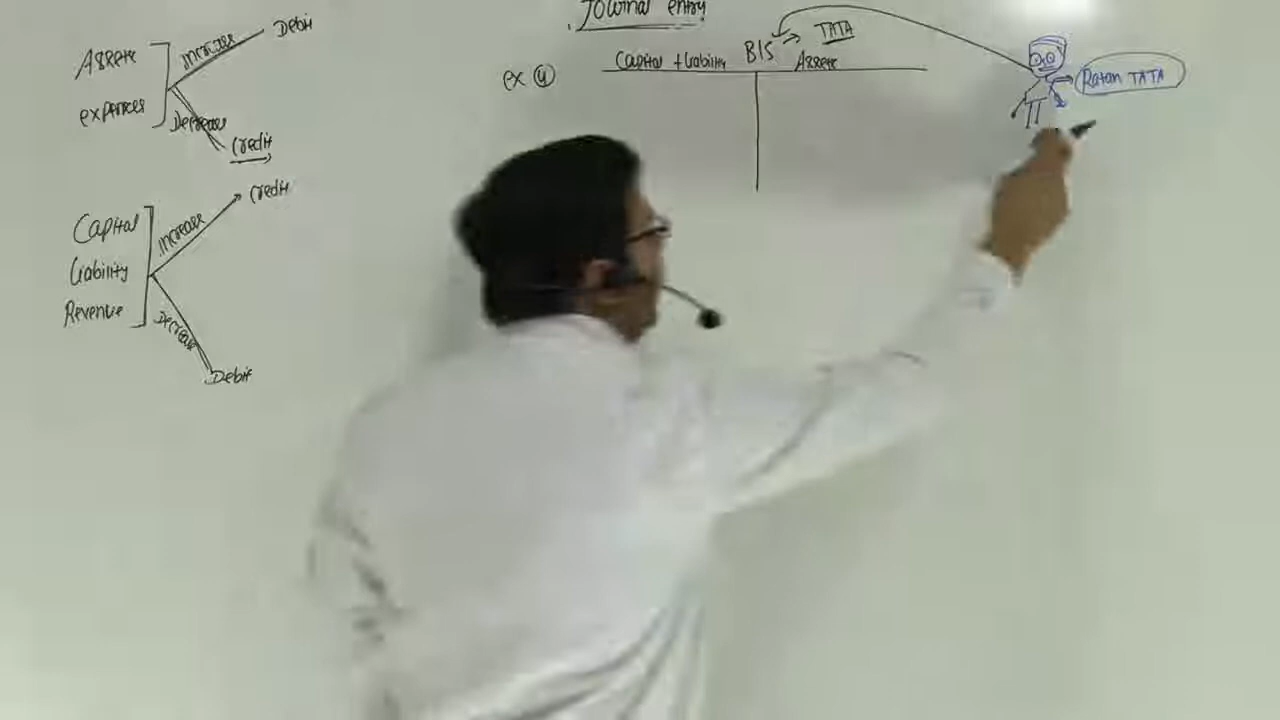 Journal entry
ex 4
Capital + liability B/S Assets
TATA
Ratan TATA
Assets
expences
increase
Debit
Decrease
Credit
Capital
liability
Revenue
increase
Credit
Decrease
Debit